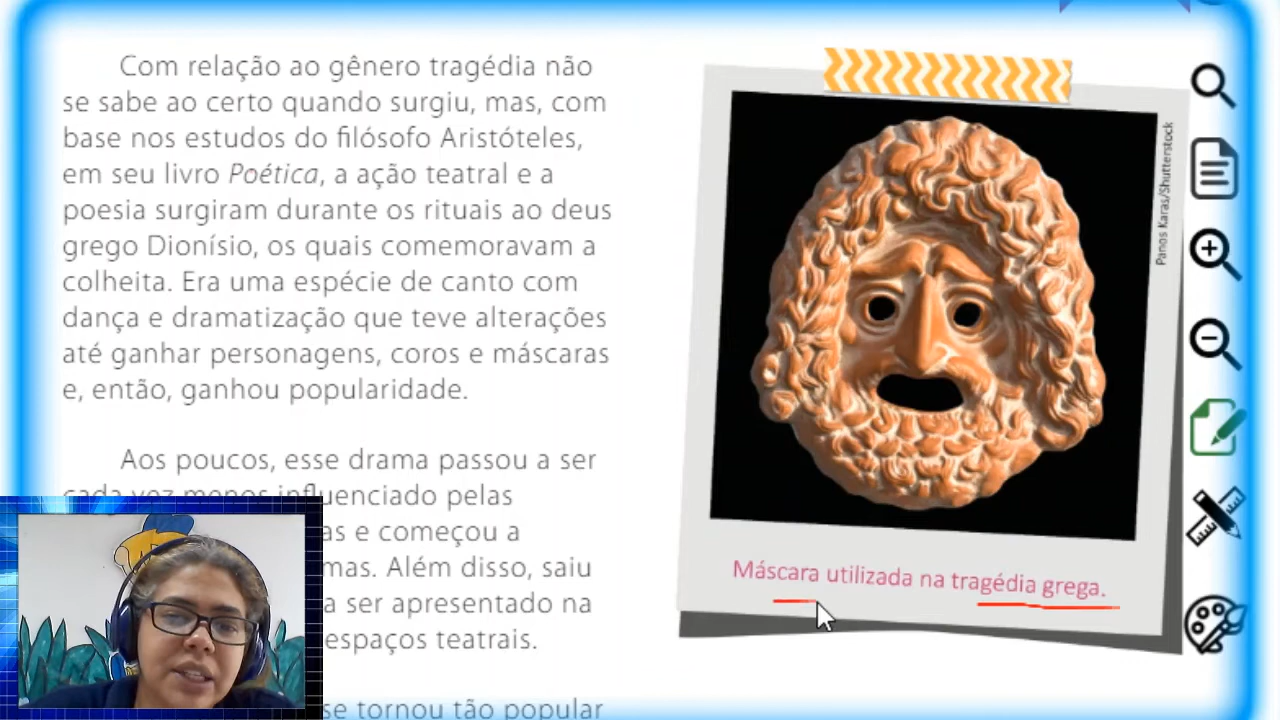 Com relação ao gênero tragédia não
se sabe ao certo quando surgiu, mas, com
base nos estudos do filósofo Aristóteles,
em seu livro Poética, a ação teatral e a
poesia surgiram durante os rituais ao deus
grego Dionísio, os quais comemoravam a
colheita. Era uma espécie de canto com
dança e dramatização que teve alterações
até ganhar personagens, coros e máscaras
e, então, ganhou popularidade.
Aos poucos, esse drama passou a ser
cada vez menos influenciado pelas
e começou a
Além disso, saiu
a ser apresentado na
espaços teatrais.
se tornou tão popular
Panos Karas/Shutterstock
Máscara utilizada na tragédia grega.